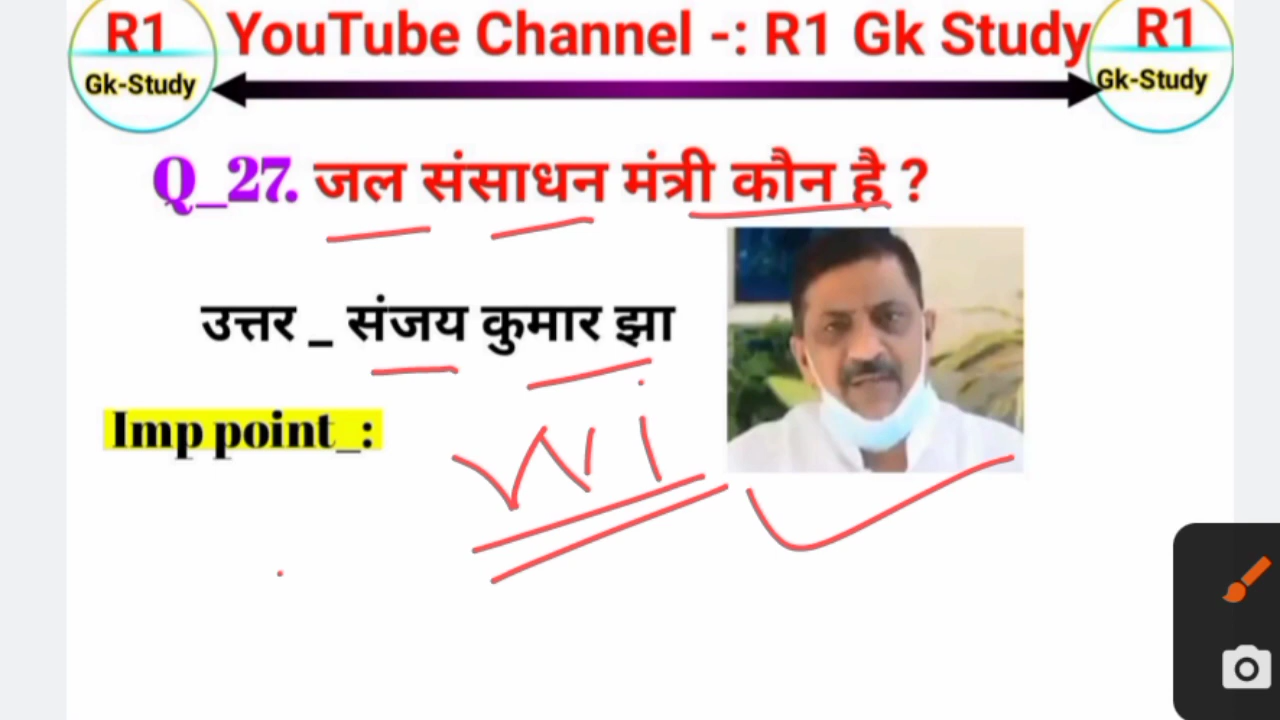 R1 YouTube Channel -: R1 Gk Study R1
Gk-Study Gk-Study
Q_27. जल संसाधन मंत्री कौन है ?
उत्तर _ संजय कुमार झा
Imp point_: